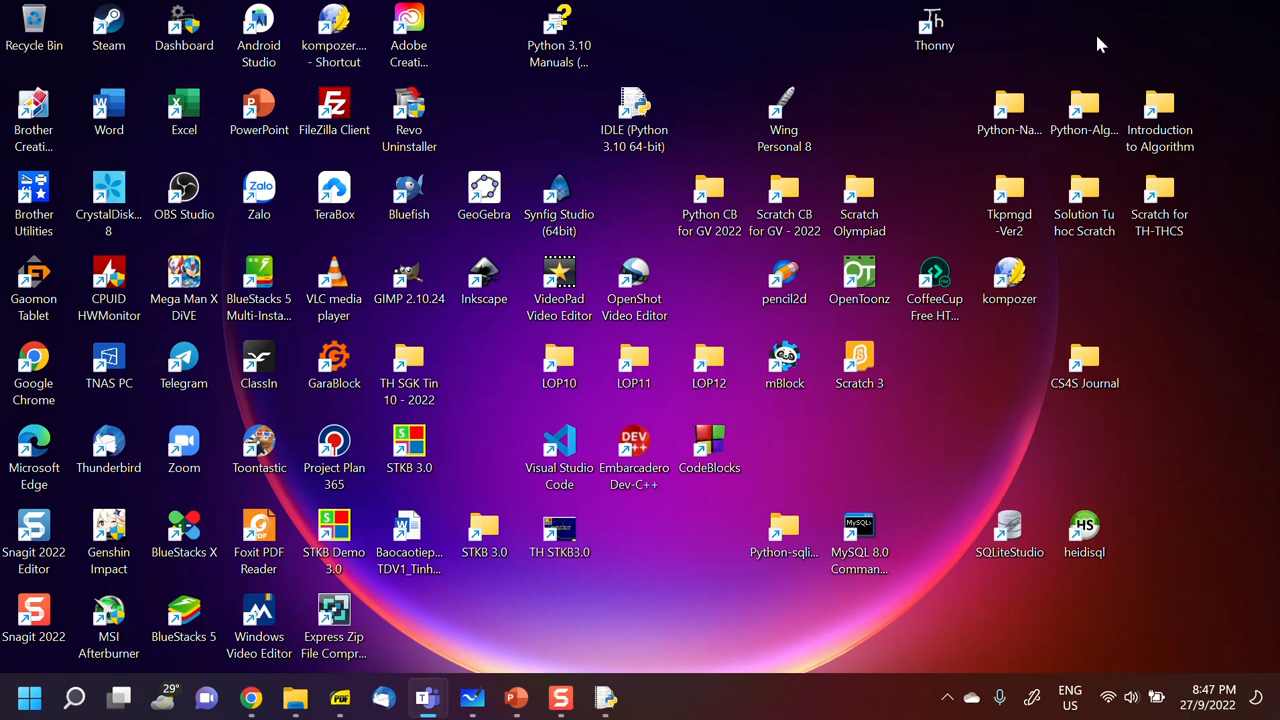 Recycle Bin
Steam
Dashboard
Android
Studio
kompozer....
- Shortcut
Adobe
Creati...
Python 3.10
Manuals (...
Th
Thonny
Brother
Creati...
Word
Excel
PowerPoint
FileZilla Client
Revo
Uninstaller
IDLE (Python
3.10 64-bit)
Wing
Personal 8
Python-Na...
Python-Alg...
Introduction
to Algorithm
Brother
Utilities
CrystalDisk...
8
OBS Studio
Zalo
Zalo
TeraBox
Bluefish
GeoGebra
Synfig Studio
(64bit)
Python CB
for GV 2022
Scratch CB
for GV - 2022
Scratch
Olympiad
Tkpmgd
-Ver2
Solution Tu
hoc Scratch
Scratch for
TH-THCS
Gaomon
Tablet
CPUID
HWMonitor
Mega Man X
DiVE
BlueStacks 5
Multi-Insta...
VLC media
player
GIMP 2.10.24
Inkscape
VideoPad
Video Editor
OpenShot
Video Editor
pencil2d
OpenToonz
CoffeeCup
Free HT...
kompozer
Google
Chrome
TNAS PC
Telegram
ClassIn
GaraBlock
TH SGK Tin
10 - 2022
LOP10
LOP11
LOP12
mBlock
Scratch 3
CS4S Journal
Microsoft
Edge
Thunderbird
Zoom
Toontastic
Project Plan
365
STKB 3.0
Visual Studio
Code
DEV
Embarcadero
Dev-C++
CodeBlocks
Snagit 2022
Editor
Genshin
Impact
BlueStacks X
Foxit PDF
Reader
STKB Demo
3.0
Baocaotiep...
TDV1_Tinh...
STKB 3.0
TH STKB3.0
Python-sqli...
MySQL 8.0
Comman...
SQLiteStudio
HS
heidisql
Snagit 2022
MSI
Afterburner
BlueStacks 5
Windows
Video Editor
Express Zip
File Compr...
29°
PDF
ENG
US
8:47 PM
27/9/2022